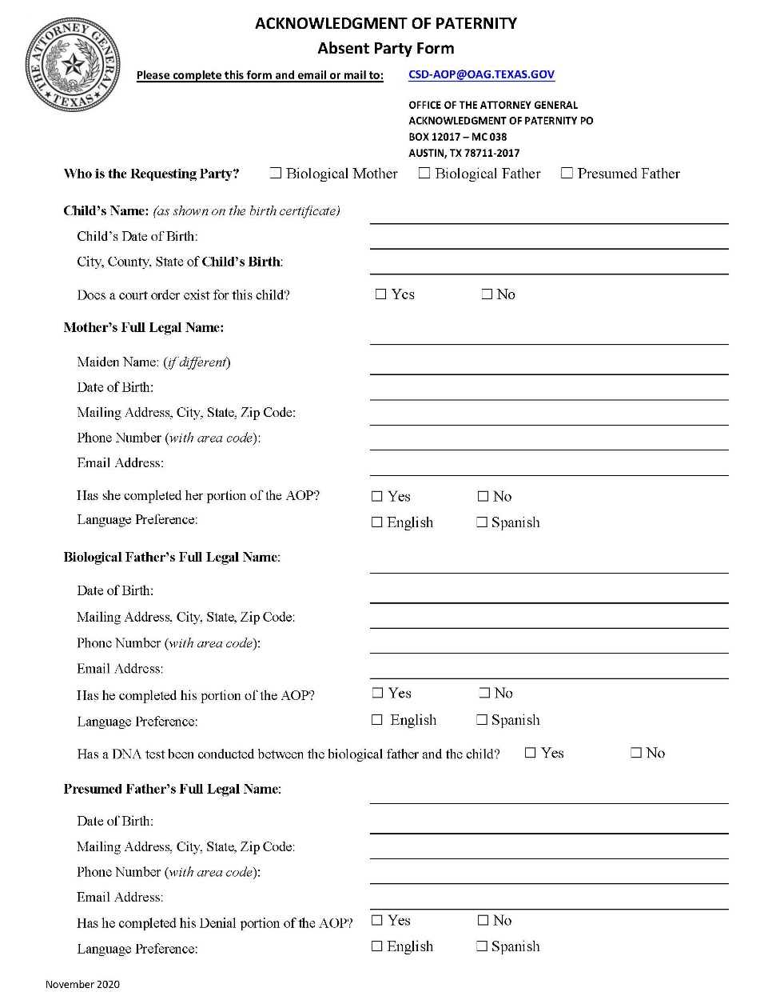 ACKNOWLEDGMENT OF PATERNITY
Absent Party Form
THE ATTORNEY GENERAL
TEXAS
Please complete this form and email or mail to: CSD-AOP@OAG.TEXAS.GOV
OFFICE OF THE ATTORNEY GENERAL
ACKNOWLEDGMENT OF PATERNITY PO
BOX 12017 – MC 038
AUSTIN, TX 78711-2017
Who is the Requesting Party? ☐ Biological Mother ☐ Biological Father ☐ Presumed Father
Child's Name: (as shown on the birth certificate)
Child's Date of Birth:
City, County, State of Child's Birth:
Does a court order exist for this child? ☐ Yes ☐ No
Mother's Full Legal Name:
Maiden Name: (if different)
Date of Birth:
Mailing Address, City, State, Zip Code:
Phone Number (with area code):
Email Address:
Has she completed her portion of the AOP? ☐ Yes ☐ No
Language Preference: ☐ English ☐ Spanish
Biological Father's Full Legal Name:
Date of Birth:
Mailing Address, City, State, Zip Code:
Phone Number (with area code):
Email Address:
Has he completed his portion of the AOP? ☐ Yes ☐ No
Language Preference: ☐ English ☐ Spanish
Has a DNA test been conducted between the biological father and the child? ☐ Yes ☐ No
Presumed Father's Full Legal Name:
Date of Birth:
Mailing Address, City, State, Zip Code:
Phone Number (with area code):
Email Address:
Has he completed his Denial portion of the AOP? ☐ Yes ☐ No
Language Preference: ☐ English ☐ Spanish
November 2020